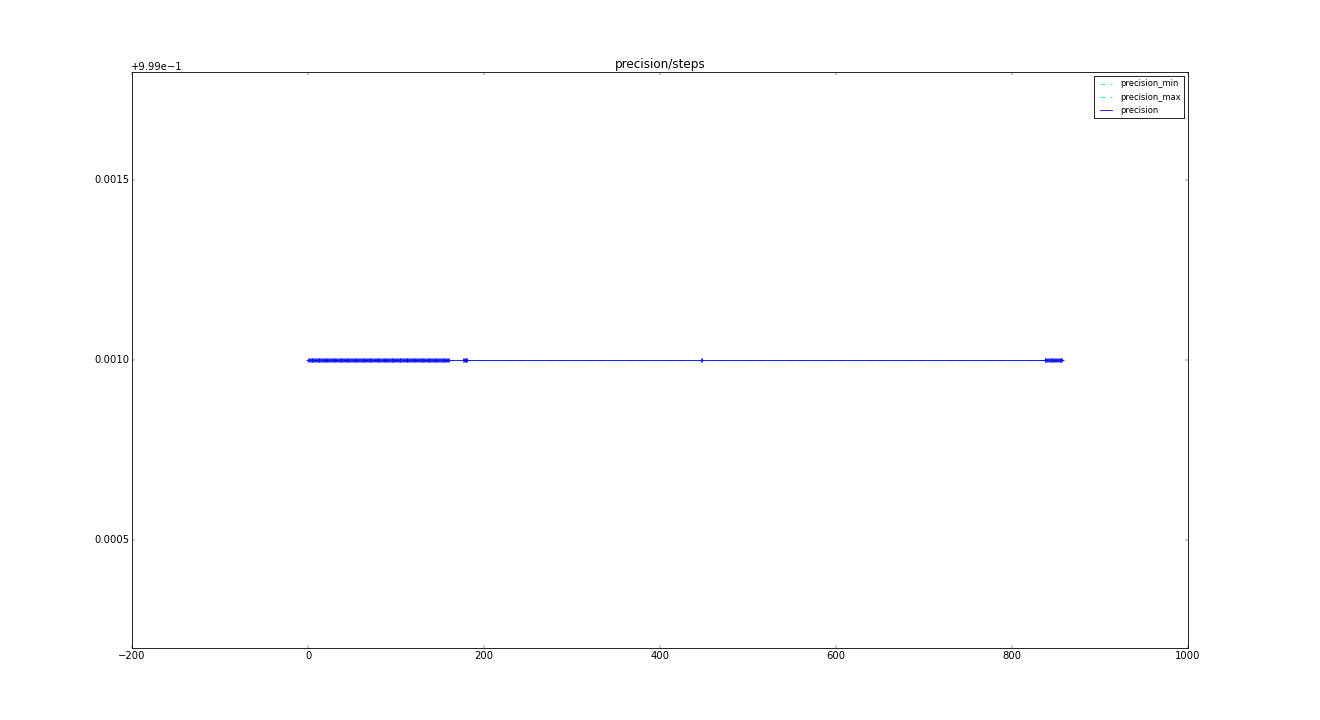 precision/steps
+9.99e−1
precision_min
precision_max
precision
0.0015
0.0010
0.0005
−200 0 200 400 600 800 1000